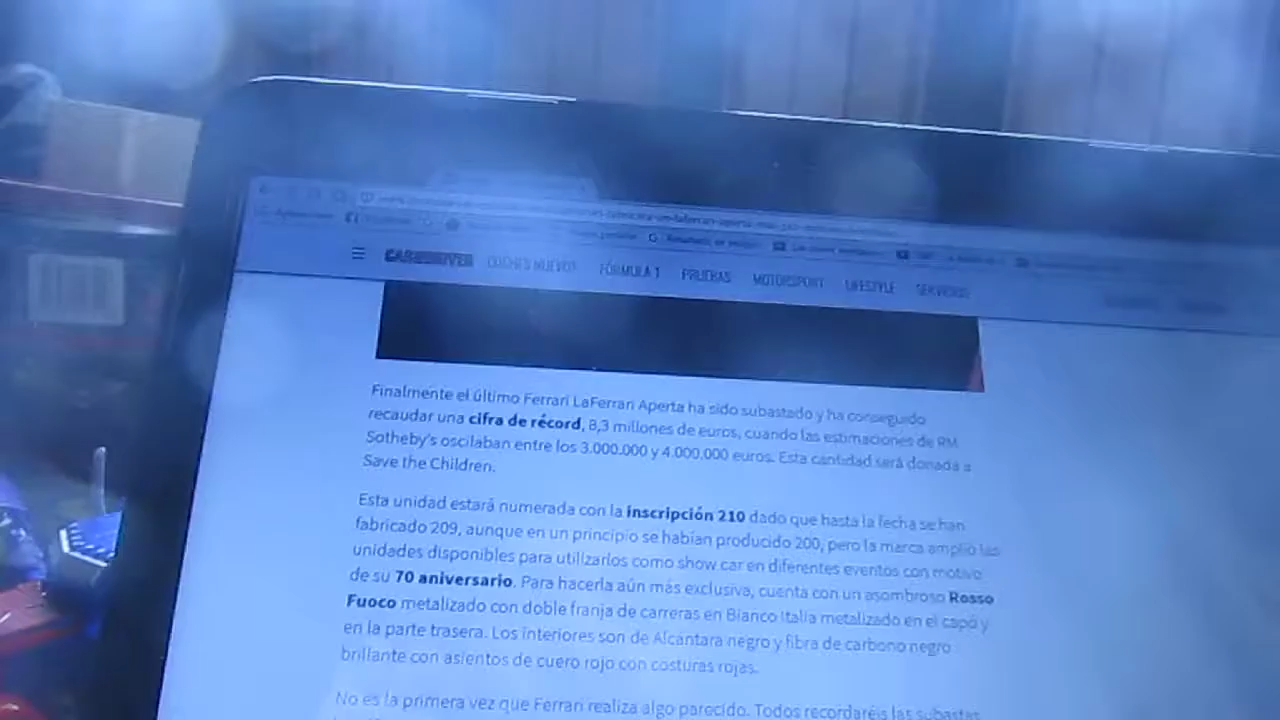 CARANDDRIVER COCHES NUEVOS FÓRMULA 1 PRUEBAS MOTORSPORT LIFESTYLE SERVICIOS
Finalmente el último Ferrari LaFerrari Aperta ha sido subastado y ha conseguido
recaudar una cifra de récord, 8,3 millones de euros, cuando las estimaciones de RM
Sotheby's oscilaban entre los 3.000.000 y 4.000.000 euros. Esta cantidad será donada a
Save the Children.
Esta unidad estará numerada con la inscripción 210 dado que hasta la fecha se han
fabricado 209, aunque en un principio se habían producido 200, pero la marca amplió las
unidades disponibles para utilizarlos como show car en diferentes eventos con motivo
de su 70 aniversario. Para hacerla aún más exclusiva, cuenta con un asombroso Rosso
Fuoco metalizado con doble franja de carreras en Bianco Italia metalizado en el capó y
en la parte trasera. Los interiores son de Alcántara negro y fibra de carbono negro
brillante con asientos de cuero rojo con costuras rojas.
No es la primera vez que Ferrari realiza algo parecido. Todos recordaréis las subastas